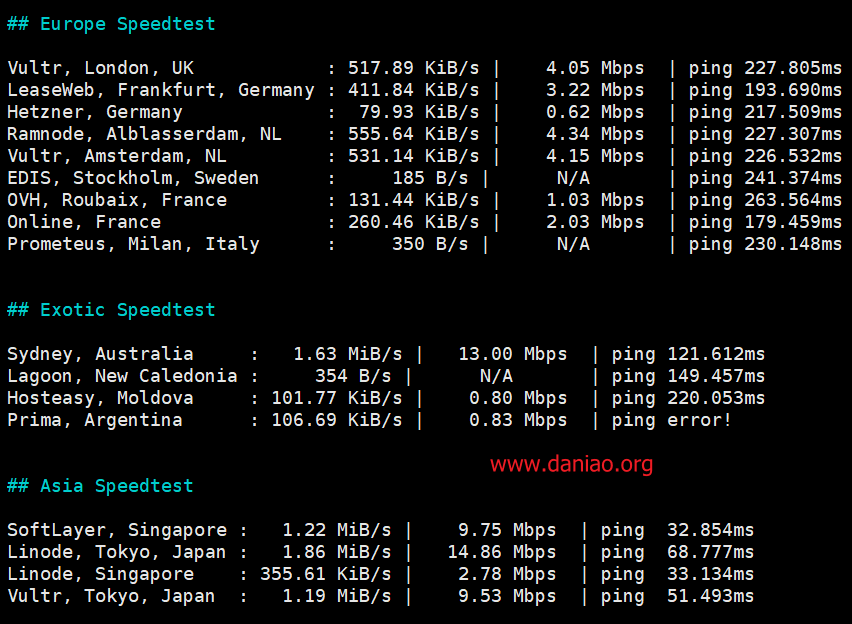 ## Europe Speedtest
Vultr, London, UK : 517.89 KiB/s | 4.05 Mbps | ping 227.805ms
LeaseWeb, Frankfurt, Germany : 411.84 KiB/s | 3.22 Mbps | ping 193.690ms
Hetzner, Germany : 79.93 KiB/s | 0.62 Mbps | ping 217.509ms
Ramnode, Alblasserdam, NL : 555.64 KiB/s | 4.34 Mbps | ping 227.307ms
Vultr, Amsterdam, NL : 531.14 KiB/s | 4.15 Mbps | ping 226.532ms
EDIS, Stockholm, Sweden : 185 B/s | N/A | ping 241.374ms
OVH, Roubaix, France : 131.44 KiB/s | 1.03 Mbps | ping 263.564ms
Online, France : 260.46 KiB/s | 2.03 Mbps | ping 179.459ms
Prometeus, Milan, Italy : 350 B/s | N/A | ping 230.148ms
## Exotic Speedtest
Sydney, Australia : 1.63 MiB/s | 13.00 Mbps | ping 121.612ms
Lagoon, New Caledonia : 354 B/s | N/A | ping 149.457ms
Hosteasy, Moldova : 101.77 KiB/s | 0.80 Mbps | ping 220.053ms
Prima, Argentina : 106.69 KiB/s | 0.83 Mbps | ping error!
www.daniao.org
## Asia Speedtest
SoftLayer, Singapore : 1.22 MiB/s | 9.75 Mbps | ping 32.854ms
Linode, Tokyo, Japan : 1.86 MiB/s | 14.86 Mbps | ping 68.777ms
Linode, Singapore : 355.61 KiB/s | 2.78 Mbps | ping 33.134ms
Vultr, Tokyo, Japan : 1.19 MiB/s | 9.53 Mbps | ping 51.493ms